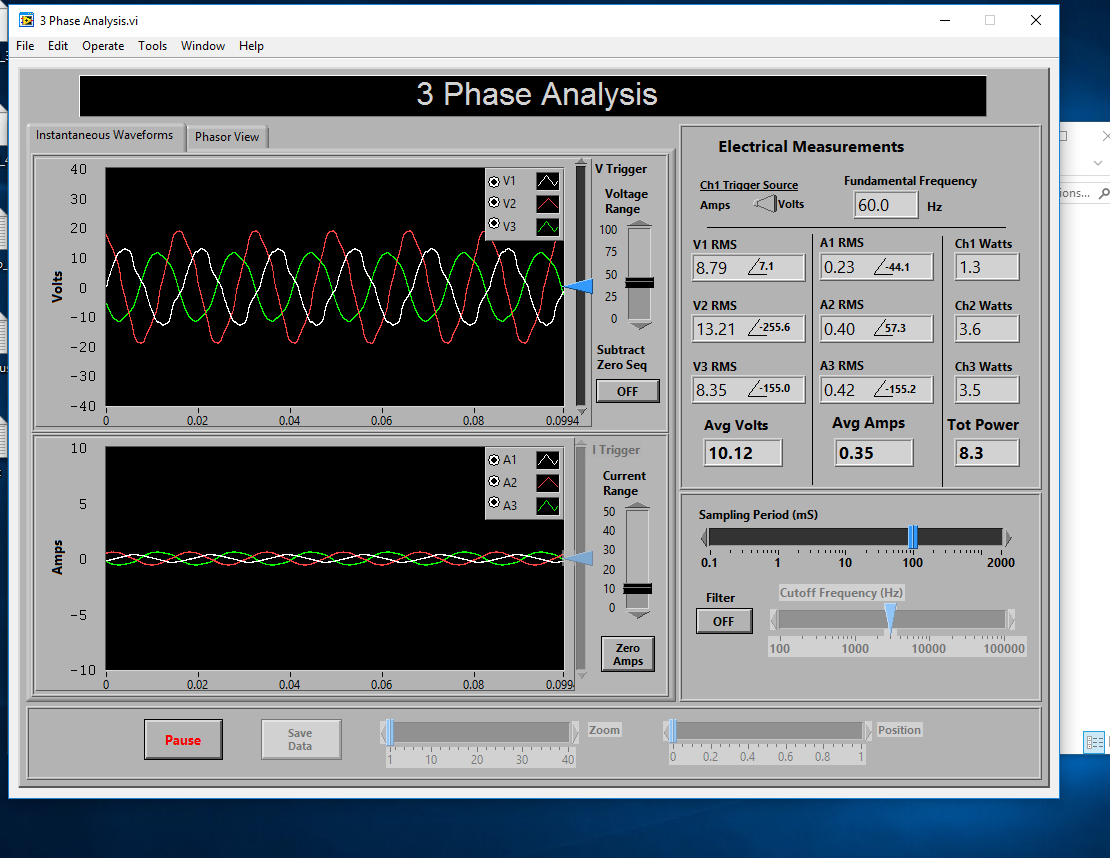 3 Phase Analysis.vi
File Edit Operate Tools Window Help
3 Phase Analysis
Instantaneous Waveforms
Phasor View
40
30
20
10
0
-10
-20
-30
-40
Volts
0 0.02 0.04 0.06 0.08 0.0994
V1
V2
V3
V Trigger
Voltage
Range
100
75
50
25
0
Subtract
Zero Seq
OFF
10
5
0
-5
-10
Amps
0 0.02 0.04 0.06 0.08 0.099
A1
A2
A3
I Trigger
Current
Range
50
40
30
20
10
0
Zero
Amps
Electrical Measurements
Ch1 Trigger Source
Amps Volts
Fundamental Frequency
60.0 Hz
V1 RMS A1 RMS Ch1 Watts
8.79 ∠7.1 0.23 ∠-44.1 1.3
V2 RMS A2 RMS Ch2 Watts
13.21 ∠-255.6 0.40 ∠57.3 3.6
V3 RMS A3 RMS Ch3 Watts
8.35 ∠-155.0 0.42 ∠-155.2 3.5
Avg Volts Avg Amps Tot Power
10.12 0.35 8.3
Sampling Period (mS)
0.1 1 10 100 2000
Filter
OFF
Cutoff Frequency (Hz)
100 1000 10000 100000
Pause
Save
Data
Zoom
1 10 20 30 40
Position
0 0.2 0.4 0.6 0.8 1
ions...